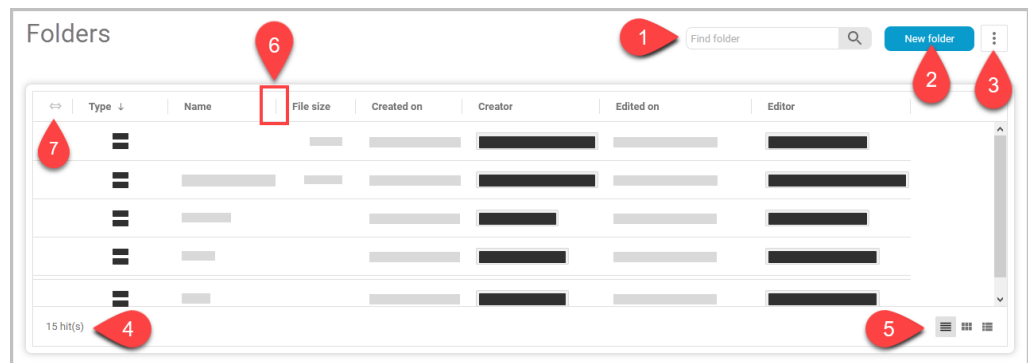 Folders
6
1
Find folder
New folder
2
3
Type ↓ Name File size Created on Creator Edited on Editor
7
15 hit(s)
4
5